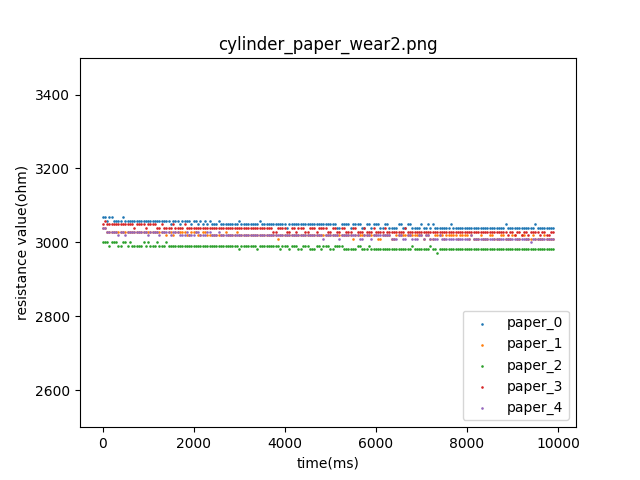 cylinder_paper_wear2.png
resistance value(ohm)
3400
3200
3000
2800
2600
0
2000
4000
6000
8000
10000
time(ms)
paper_0
paper_1
paper_2
paper_3
paper_4